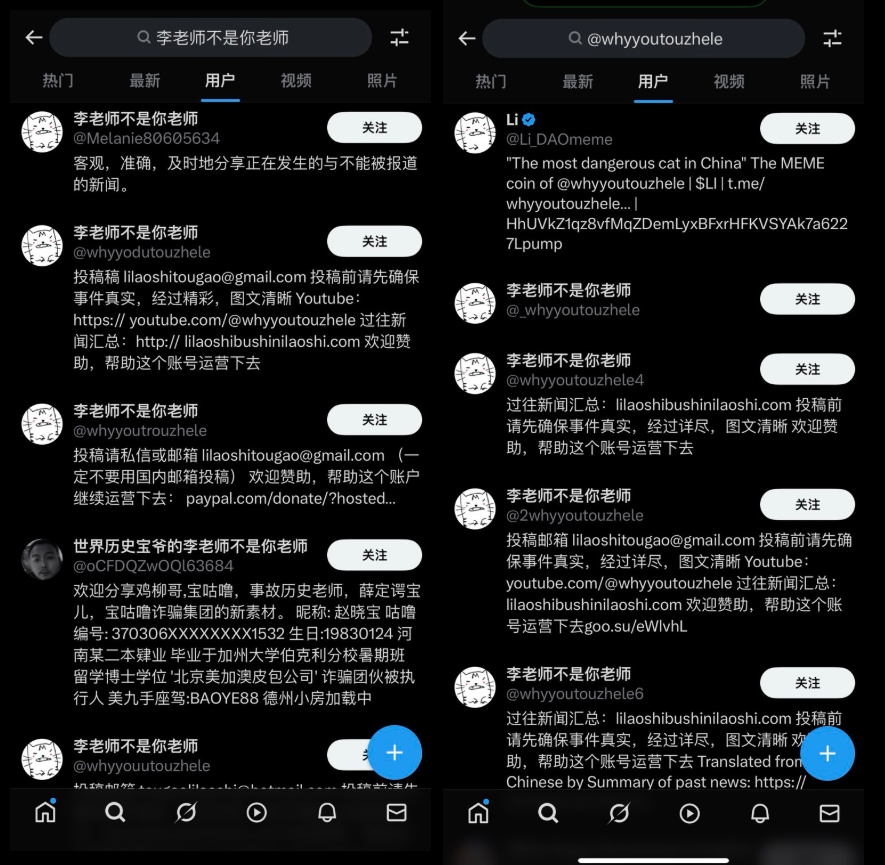 李老师不是你老师
热门 最新 用户 视频 照片
李老师不是你老师
@Melanie80605634
关注
客观，准确，及时地分享正在发生的与不能被报道
的新闻。
李老师不是你老师
@whyyodutouzhele
关注
投稿稿 lilaoshitougao@gmail.com 投稿前请先确保
事件真实，经过精彩，图文清晰 Youtube：
https:// youtube.com/@whyyoutouzhele 过往新
闻汇总：http:// lilaoshibushinilaoshi.com 欢迎赞
助，帮助这个账号运营下去
李老师不是你老师
@whyyoutrouzhele
关注
投稿请私信或邮箱 lilaoshitougao@gmail.com （一
定不要用国内邮箱投稿） 欢迎赞助，帮助这个账户
继续运营下去： paypal.com/donate/?hosted...
世界历史宝爷的李老师不是你老师
@oCFDQZwOQl63684
关注
欢迎分享鸡柳哥,宝咕噜，事故历史老师，薛定谔宝
儿，宝咕噜诈骗集团的新素材。 昵称: 赵晓宝 咕噜
编号: 370306XXXXXXXX1532 生日:19830124 河
南某二本肄业 毕业于加州大学伯克利分校暑期班
留学博士学位 '北京美加澳皮包公司' 诈骗团伙被执
行人 美九手座驾:BAOYE88 德州小房加载中
李老师不是你老师
@whyyouutouzhele
@whyyoutouzhele
热门 最新 用户 视频 照片
Li
@Li_DAOmeme
关注
"The most dangerous cat in China" The MEME
coin of @whyyoutouzhele | $LI | t.me/
whyyoutouzhele... |
HhUVkZ1qz8vfMqZDemLyxBFxrHFKVSYAk7a622
7Lpump
李老师不是你老师
@_whyyoutouzhele
关注
李老师不是你老师
@whyyoutouzhele4
关注
过往新闻汇总：lilaoshibushinilaoshi.com 投稿前
请先确保事件真实，经过详尽，图文清晰 欢迎赞
助，帮助这个账号运营下去
李老师不是你老师
@2whyyoutouzhele
关注
投稿邮箱 lilaoshitougao@gmail.com 投稿前请先确
保事件真实，经过详尽，图文清晰 Youtube：
youtube.com/@whyyoutouzhele 过往新闻汇总：
lilaoshibushinilaoshi.com 欢迎赞助，帮助这个账
号运营下去goo.su/eWlvhL
李老师不是你老师
@whyyoutouzhele6
关注
过往新闻汇总：lilaoshibushinilaoshi.com 投稿前
请先确保事件真实，经过详尽，图文清晰 欢
助，帮助这个账号运营下去 Translated from
Chinese by Summary of past news: https://